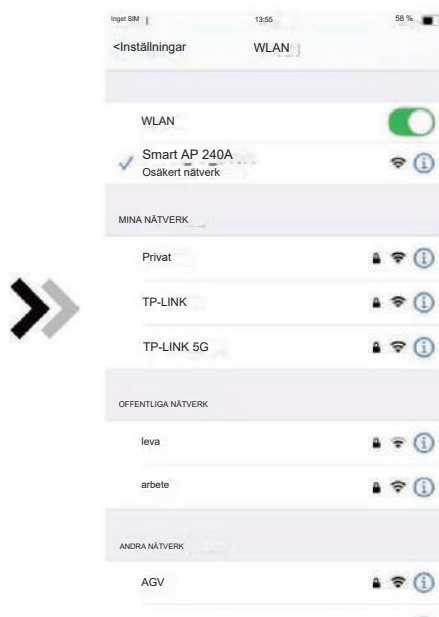 Inget SIM 13:55 58 %
<Inställningar WLAN
WLAN
Smart AP 240A
Osäkert nätverk
MINA NÄTVERK
Privat
TP-LINK
TP-LINK 5G
OFFENTLIGA NÄTVERK
leva
arbete
ANDRA NÄTVERK
AGV